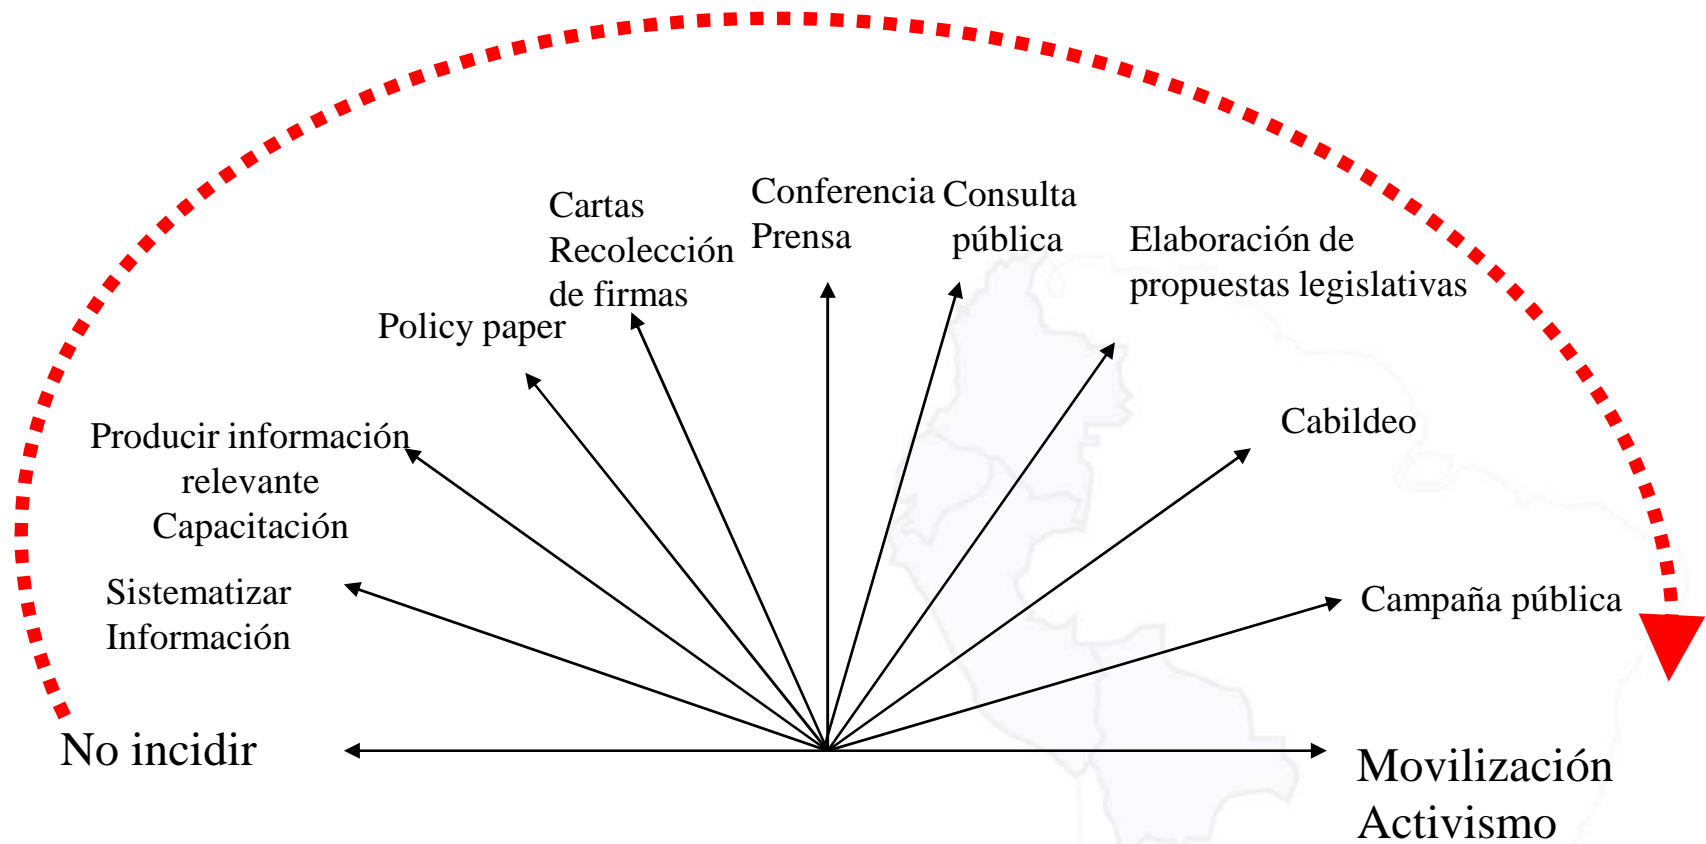 Cartas
Recolección
de firmas
Conferencia
Prensa
Consulta
pública
Elaboración de
propuestas legislativas
Policy paper
Producir información
relevante
Capacitación
Cabildeo
Sistematizar
Información
Campaña pública
No incidir
Movilización
Activismo